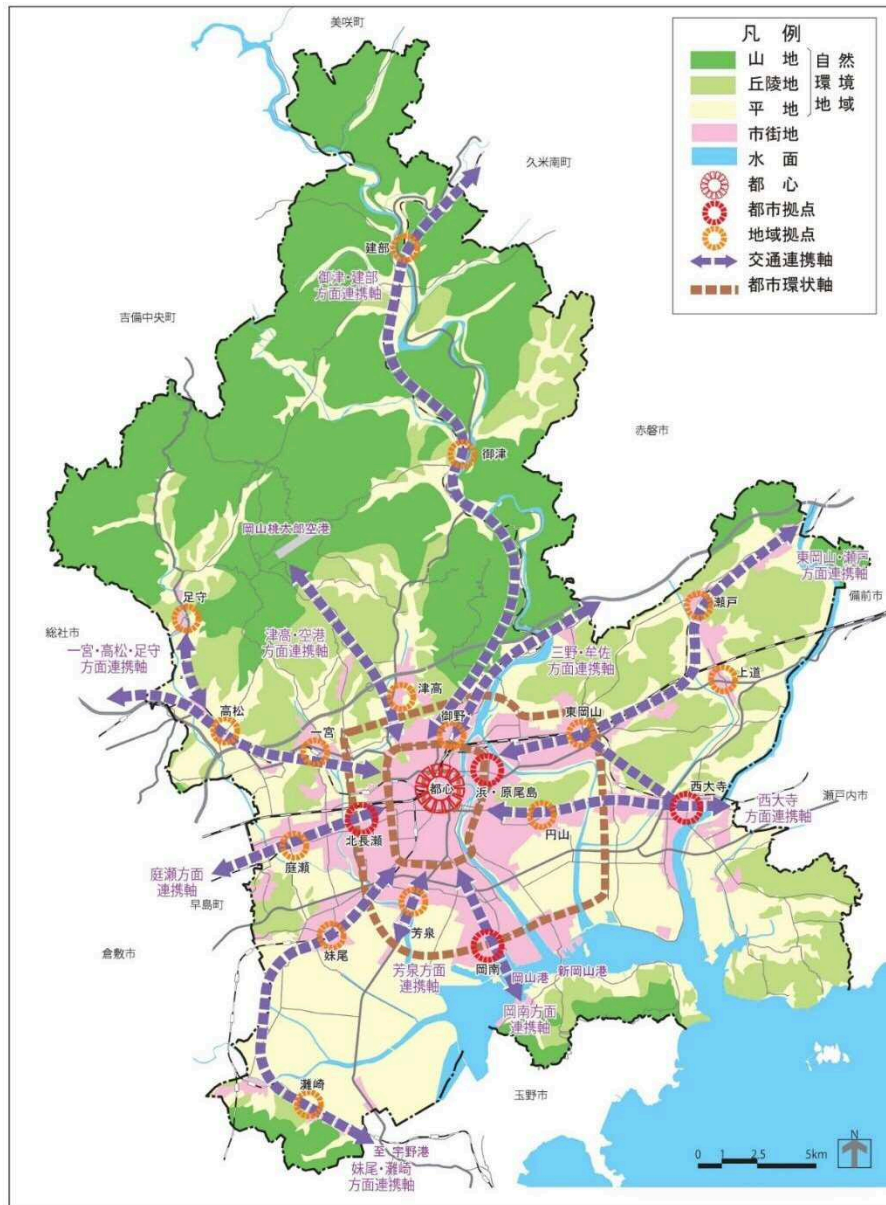 美咲町
凡 例
山 地
丘陵地
平 地
自 然
環 境
地 域
市街地
水 面
都 心
都市拠点
地域拠点
交通連携軸
都市環状軸
久米南町
建部
御津・建部
方面連携軸
吉備中央町
赤磐市
御津
岡山桃太郎空港
東岡山・瀬戸
方面連携軸
備前市
足守
瀬戸
総社市
一宮・高松・足守
方面連携軸
津高・空港
方面連携軸
三野・牟佐
方面連携軸
上道
津高
高松
御野
東岡山
一宮
都心
浜・原尾島
西大寺
瀬戸内市
西大寺
方面連携軸
北長瀬
円山
庭瀬
庭瀬方面
連携軸
早島町
倉敷市
妹尾
芳泉
芳泉方面
連携軸
岡南
岡山港
新岡山港
岡南方面
連携軸
玉野市
灘崎
至 宇野港
妹尾・灘崎
方面連携軸
N
0 1 2.5 5km